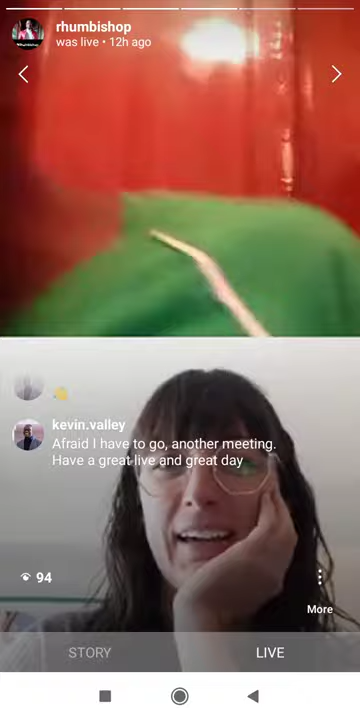 rhumbishop
was live • 12h ago
kevin.valley
Afraid I have to go, another meeting.
Have a great live and great day
94
More
STORY
LIVE